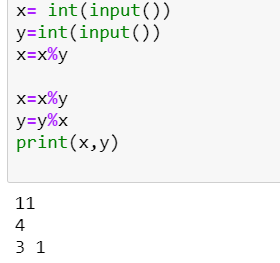 x= int(input())
y=int(input())
x=x%y
x=x%y
y=y%x
print(x,y)
11
4
3 1